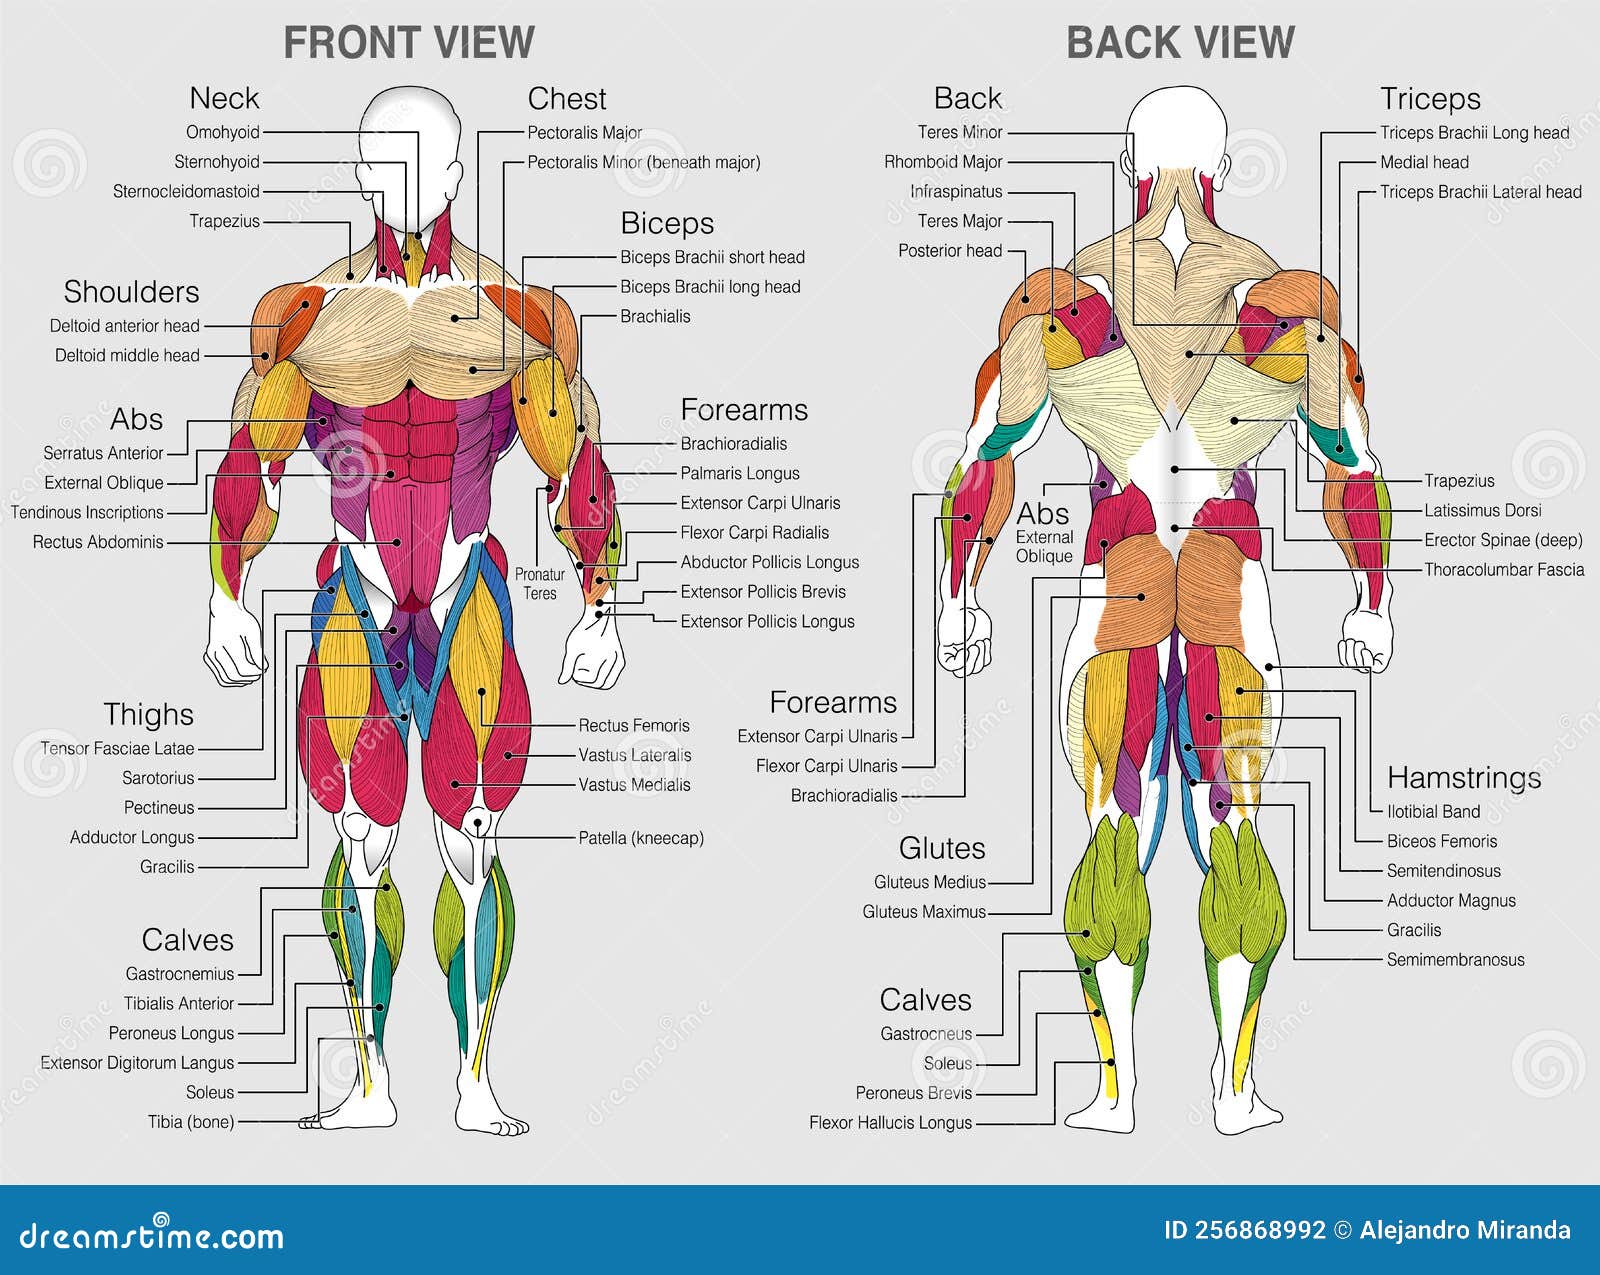 FRONT VIEW
Neck
Omohyoid
Sternohyoid
Sternocleidomastoid
Trapezius
Shoulders
Deltoid anterior head
Deltoid middle head
Abs
Serratus Anterior
External Oblique
Tendinous Inscriptions
Rectus Abdominis
Thighs
Tensor Fasciae Latae
Sarotorius
Pectineus
Adductor Longus
Gracilis
Calves
Gastrocnemius
Tibialis Anterior
Peroneus Longus
Extensor Digitorum Langus
Soleus
Tibia (bone)
Chest
Pectoralis Major
Pectoralis Minor (beneath major)
Biceps
Biceps Brachii short head
Biceps Brachii long head
Brachialis
Forearms
Brachioradialis
Palmaris Longus
Extensor Carpi Ulnaris
Flexor Carpi Radialis
Abductor Pollicis Longus
Extensor Pollicis Brevis
Extensor Pollicis Longus
Pronatur
Teres
Rectus Femoris
Vastus Lateralis
Vastus Medialis
Patella (kneecap)
BACK VIEW
Back
Teres Minor
Rhomboid Major
Infraspinatus
Teres Major
Posterior head
Abs
External
Oblique
Forearms
Extensor Carpi Ulnaris
Flexor Carpi Ulnaris
Brachioradialis
Glutes
Gluteus Medius
Gluteus Maximus
Calves
Gastrocneus
Soleus
Peroneus Brevis
Flexor Hallucis Longus
Triceps
Triceps Brachii Long head
Medial head
Triceps Brachii Lateral head
Trapezius
Latissimus Dorsi
Erector Spinae (deep)
Thoracolumbar Fascia
Hamstrings
Ilotibial Band
Biceos Femoris
Semitendinosus
Adductor Magnus
Gracilis
Semimembranosus
dreamstime.com
ID 256868992 © Alejandro Miranda